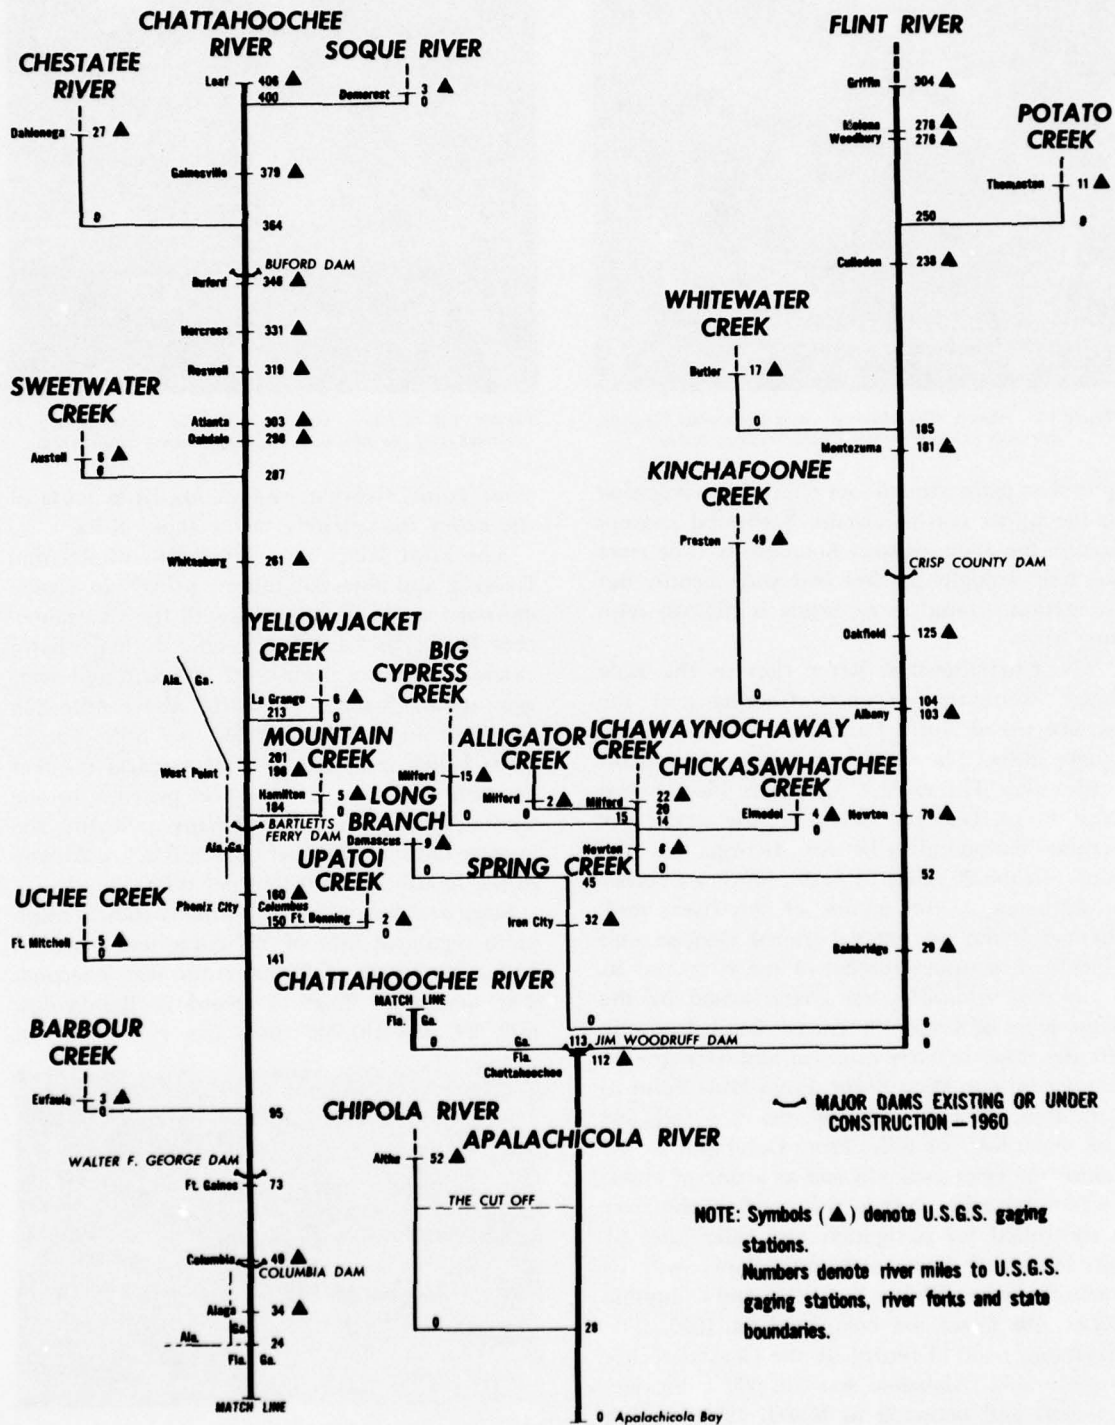 CHATTAHOOCHEE
RIVER
SOQUE RIVER
CHESTATEE
RIVER
Leaf 406 ▲
400
Demorest 3 ▲
0
Dahlonega 27 ▲
Gainesville 379 ▲
0
364
BUFORD DAM
Buford 348 ▲
Norcross 331 ▲
Roswell 319 ▲
SWEETWATER
CREEK
Atlanta 303 ▲
Oakdale 298 ▲
Austell 6 ▲
0
287
Whitesburg 261 ▲
YELLOWJACKET
CREEK
Ala. Ga.
La Grange 6 ▲
213 0
MOUNTAIN
CREEK
201
West Point 198 ▲
Hamilton 5 ▲
184 0
BARTLETTS
FERRY DAM
Ala. Ga.
UPATOI
CREEK
160 ▲
Phenix City Columbus
150 Ft. Benning 2 ▲
0
UCHEE CREEK
Ft. Mitchell 5 ▲
0
141
BARBOUR
CREEK
Eufaula 3 ▲
0
95
WALTER F. GEORGE DAM
Ft. Gaines 73
Columbia 49 ▲
COLUMBIA DAM
Alaga 34 ▲
Ga.
Ala.
24
Fla. Ga.
MATCH LINE
FLINT RIVER
Griffin 304 ▲
Molena 278 ▲
Woodbury 276 ▲
POTATO
CREEK
Thomaston 11 ▲
250 0
Culloden 238 ▲
WHITEWATER
CREEK
Butler 17 ▲
0
185
Montezuma 181 ▲
KINCHAFOONEE
CREEK
Preston 49 ▲
CRISP COUNTY DAM
Oakfield 125 ▲
0
104
Albany 103 ▲
BIG
CYPRESS
CREEK
Milford 15 ▲
0
ALLIGATOR
CREEK
Milford 2 ▲
0
ICHAWAYNOCHAWAY
CREEK
Milford 22 ▲
20
15 14
CHICKASAWHATCHEE
CREEK
Elmodel 4 ▲
0
Newton 70 ▲
LONG
BRANCH
Damascus 9 ▲
0
Newton 6 ▲
0
52
SPRING CREEK
45
Iron City 32 ▲
Bainbridge 29 ▲
0
6
0
CHATTAHOOCHEE RIVER
MATCH LINE
Fla. Ga.
0
Ga.
Fla.
113 JIM WOODRUFF DAM
112 ▲
Chattahoochee
CHIPOLA RIVER
APALACHICOLA RIVER
Altha 52 ▲
THE CUT OFF
0
28
0 Apalachicola Bay
MAJOR DAMS EXISTING OR UNDER
CONSTRUCTION—1960
NOTE: Symbols (▲) denote U.S.G.S. gaging
stations.
Numbers denote river miles to U.S.G.S.
gaging stations, river forks and state
boundaries.